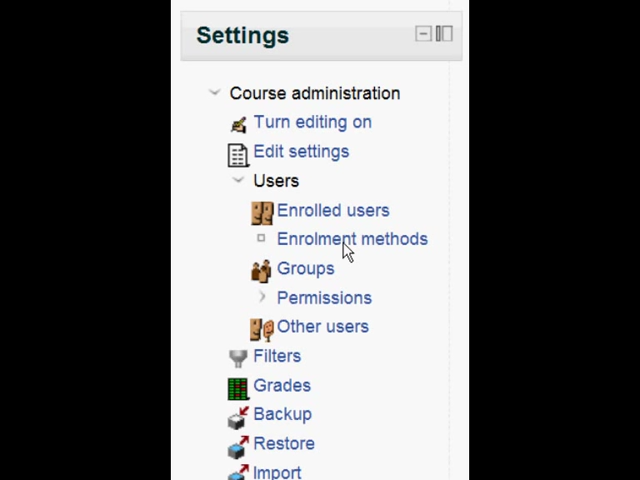 Settings
Course administration
Turn editing on
Edit settings
Users
Enrolled users
Enrolment methods
Groups
Permissions
Other users
Filters
Grades
Backup
Restore
Import